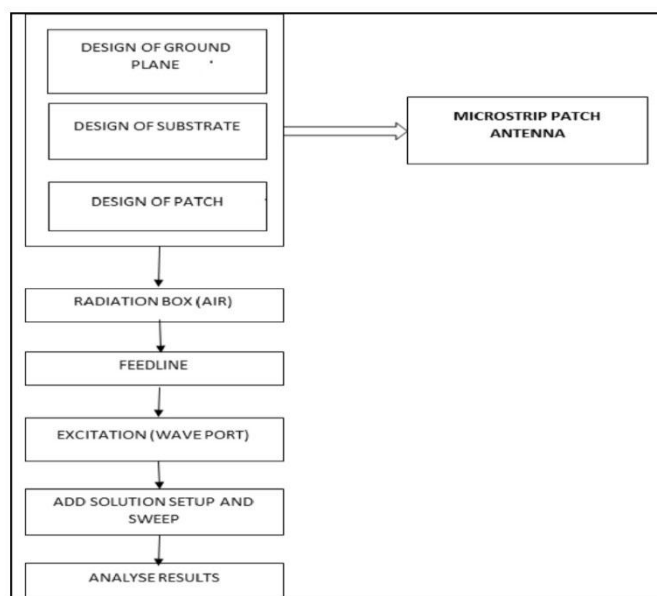 DESIGN OF GROUND
PLANE
DESIGN OF SUBSTRATE
DESIGN OF PATCH
MICROSTRIP PATCH
ANTENNA
RADIATION BOX (AIR)
FEEDLINE
EXCITATION (WAVE PORT)
ADD SOLUTION SETUP AND
SWEEP
ANALYSE RESULTS